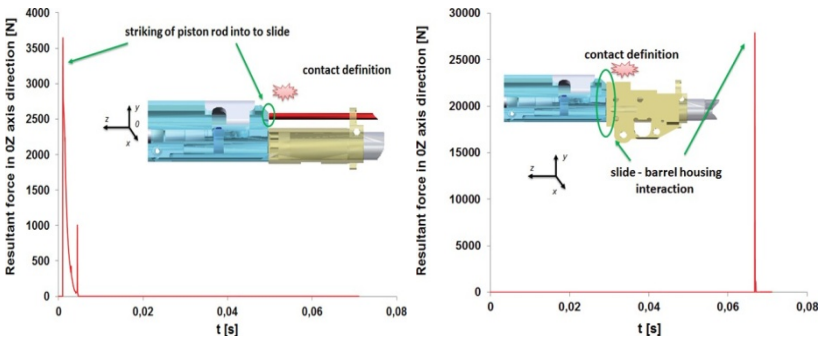 Resultant force in 0Z axis direction [N]
4000
3500
3000
2500
2000
1500
1000
500
0
striking of piston rod into to slide
contact definition
y
z
0
x
0
0,02
0,04
0,06
0,08
t [s]
Resultant force in 0Z axis direction [N]
30000
25000
20000
15000
10000
5000
0
contact definition
z
y
x
slide - barrel housing
interaction
0
0,02
0,04
0,06
0,08
t [s]